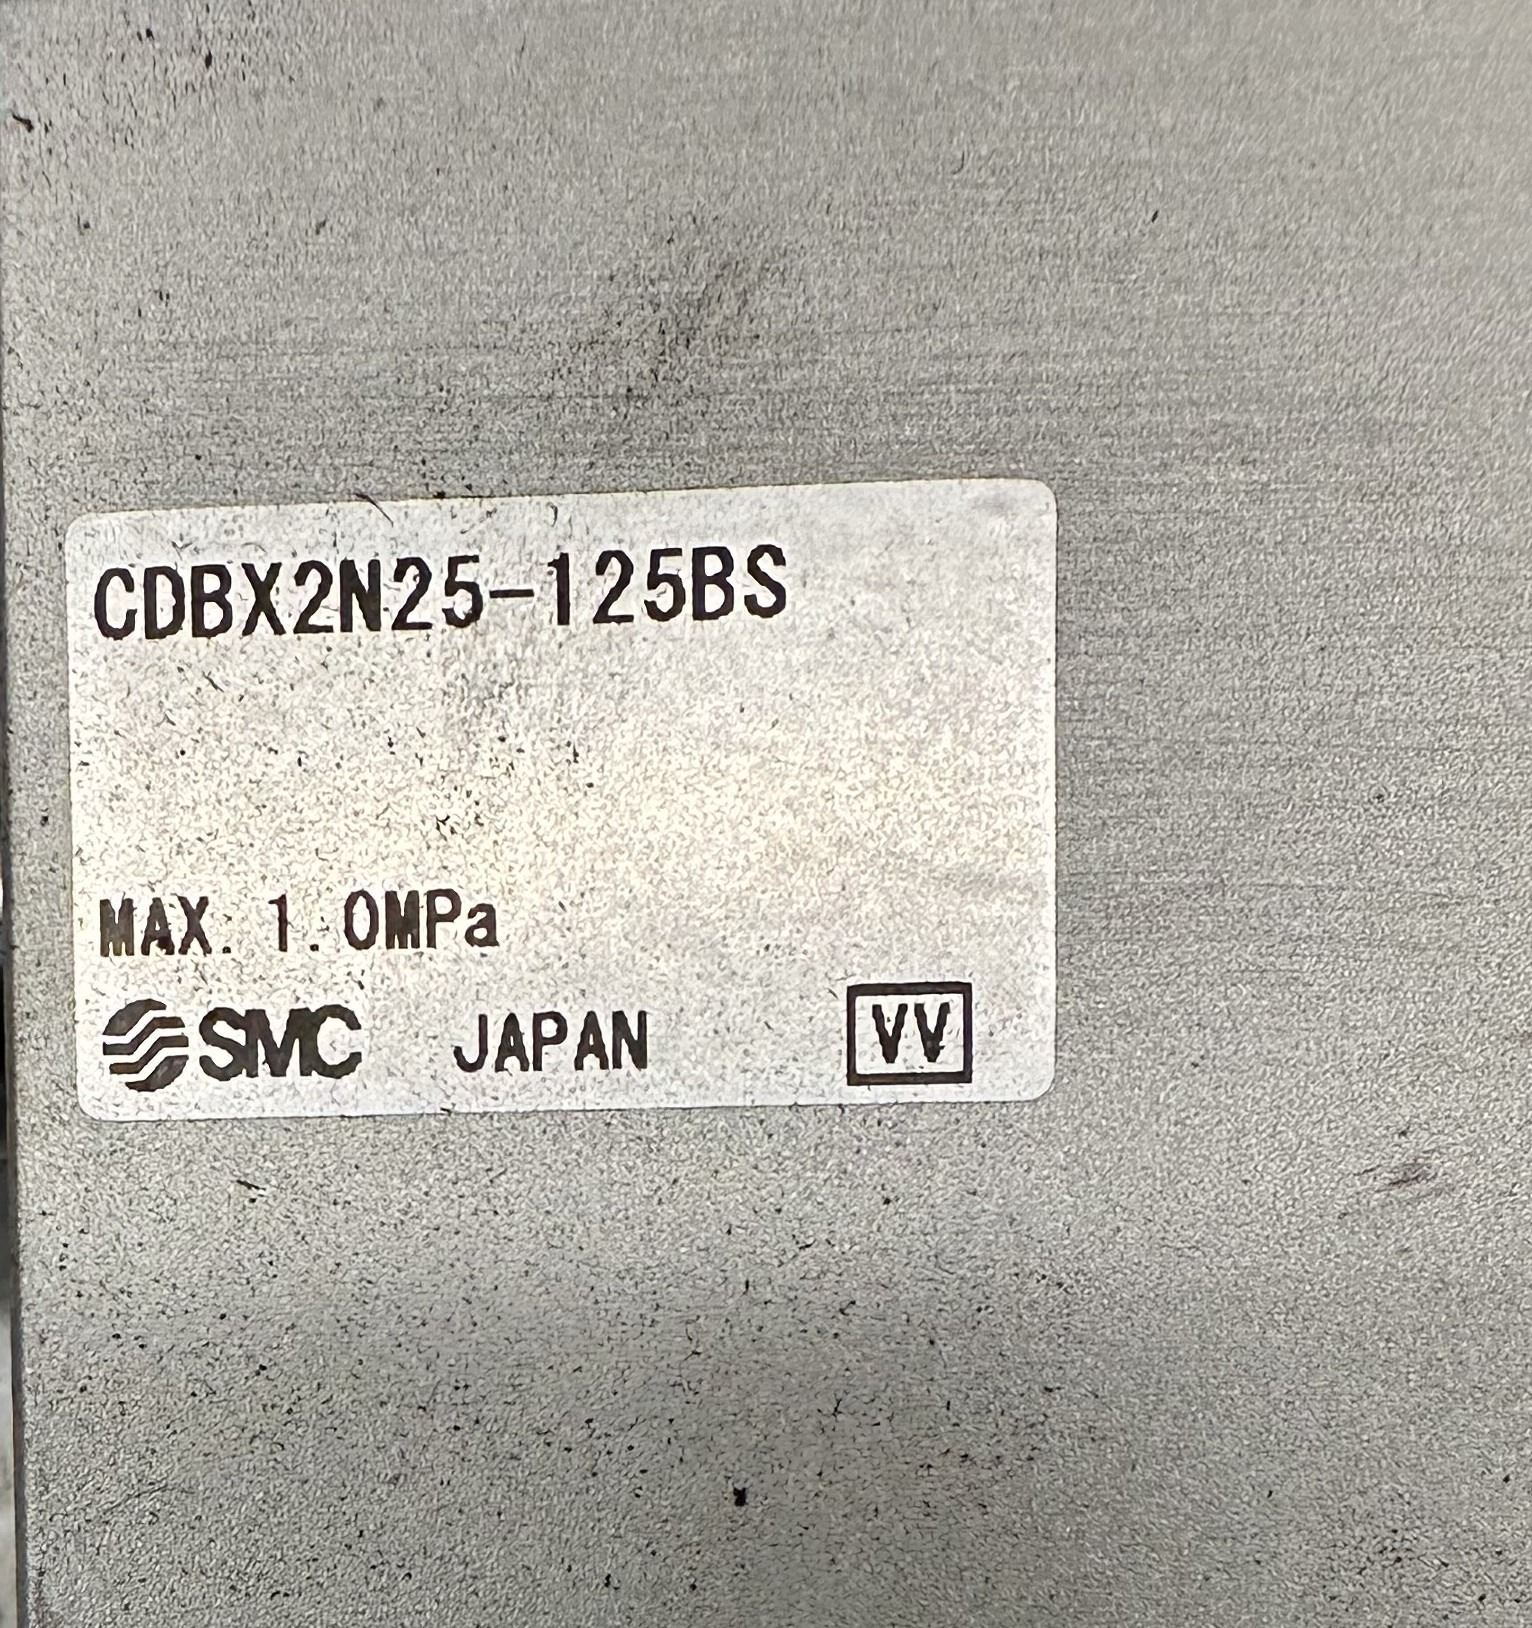 CDBX2N25-125BS
MAX. 1.0MPa
SMC JAPAN VV